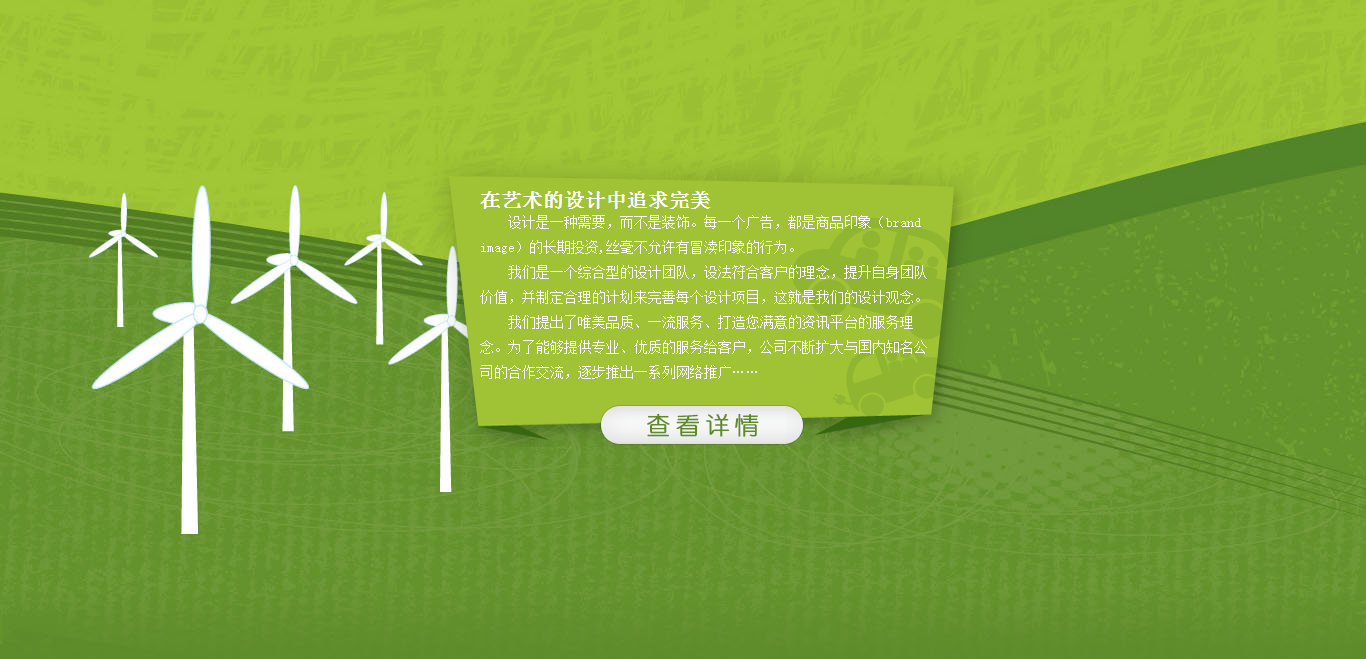 在艺术的设计中追求完美
设计是一种需要，而不是装饰。每一个广告，都是商品印象（brand
image）的长期投资,丝毫不允许有冒渎印象的行为。
我们是一个综合型的设计团队，设法符合客户的理念，提升自身团队
价值，并制定合理的计划来完善每个设计项目，这就是我们的设计观念。
我们提出了唯美品质、一流服务、打造您满意的资讯平台的服务理
念。为了能够提供专业、优质的服务给客户，公司不断扩大与国内知名公
司的合作交流，逐步推出一系列网络推广……
查看详情